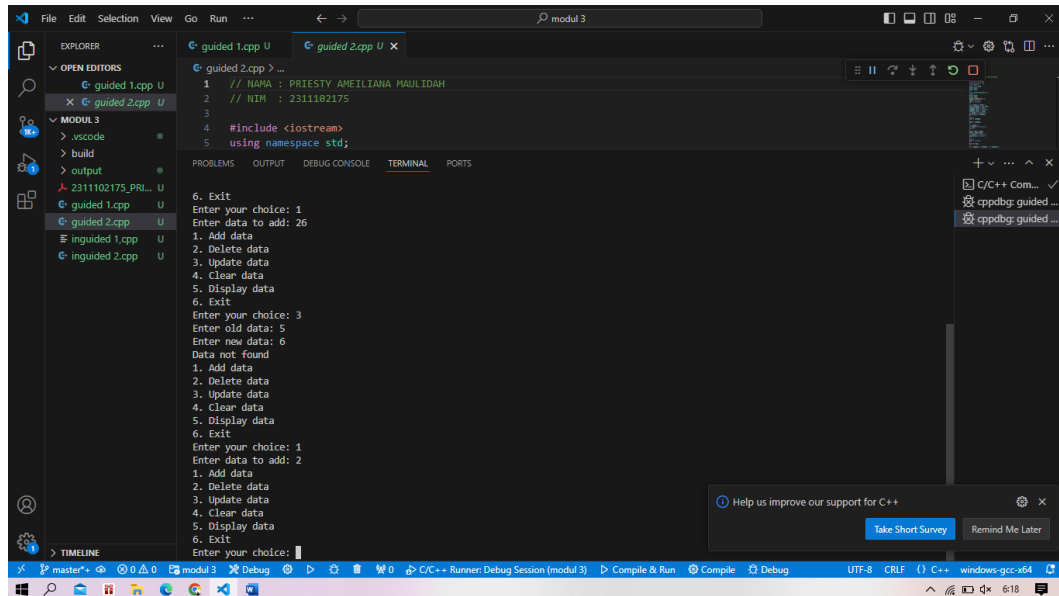 File Edit Selection View Go Run ... modul 3
EXPLORER ...
OPEN EDITORS
guided 1.cpp U
guided 2.cpp U
MODUL 3
.vscode
build
output
2311102175_PRI... U
guided 1.cpp U
guided 2.cpp U
inguided 1,cpp U
inguided 2.cpp U
TIMELINE
1K+
1
1
guided 1.cpp U guided 2.cpp U
guided 2.cpp > ...
1 // NAMA : PRIESTY AMEILIANA MAULIDAH
2 // NIM : 2311102175
3
4 #include <iostream>
5 using namespace std;
PROBLEMS OUTPUT DEBUG CONSOLE TERMINAL PORTS
6. Exit
Enter your choice: 1
Enter data to add: 26
1. Add data
2. Delete data
3. Update data
4. Clear data
5. Display data
6. Exit
Enter your choice: 3
Enter old data: 5
Enter new data: 6
Data not found
1. Add data
2. Delete data
3. Update data
4. Clear data
5. Display data
6. Exit
Enter your choice: 1
Enter data to add: 2
1. Add data
2. Delete data
3. Update data
4. Clear data
5. Display data
6. Exit
Enter your choice:
C/C++ Com...
cppdbg: guided ...
cppdbg: guided ...
Help us improve our support for C++
Take Short Survey Remind Me Later
master*+ 0 0 0 modul 3 Debug 0 C/C++ Runner: Debug Session (modul 3) Compile & Run Compile Debug UTF-8 CRLF {} C++ windows-gcc-x64
6:18